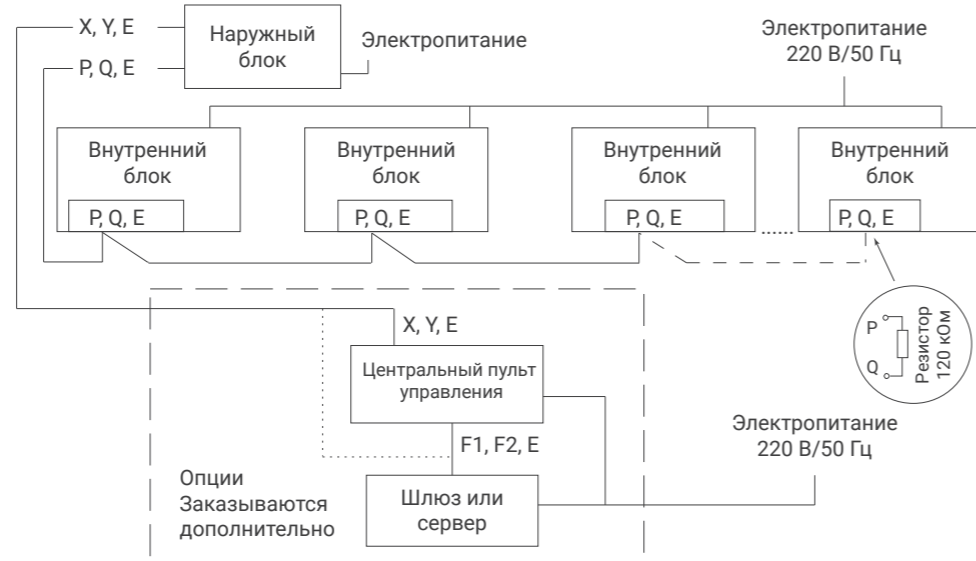 X, Y, E
P, Q, E
Наружный
блок
Электропитание
Электропитание
220 В/50 Гц
Внутренний
блок
P, Q, E
Внутренний
блок
P, Q, E
Внутренний
блок
P, Q, E
......
Внутренний
блок
P, Q, E
P
Q
Резистор
120 кОм
X, Y, E
Центральный пульт
управления
F1, F2, E
Шлюз или
сервер
Электропитание
220 В/50 Гц
Опции
Заказываются
дополнительно